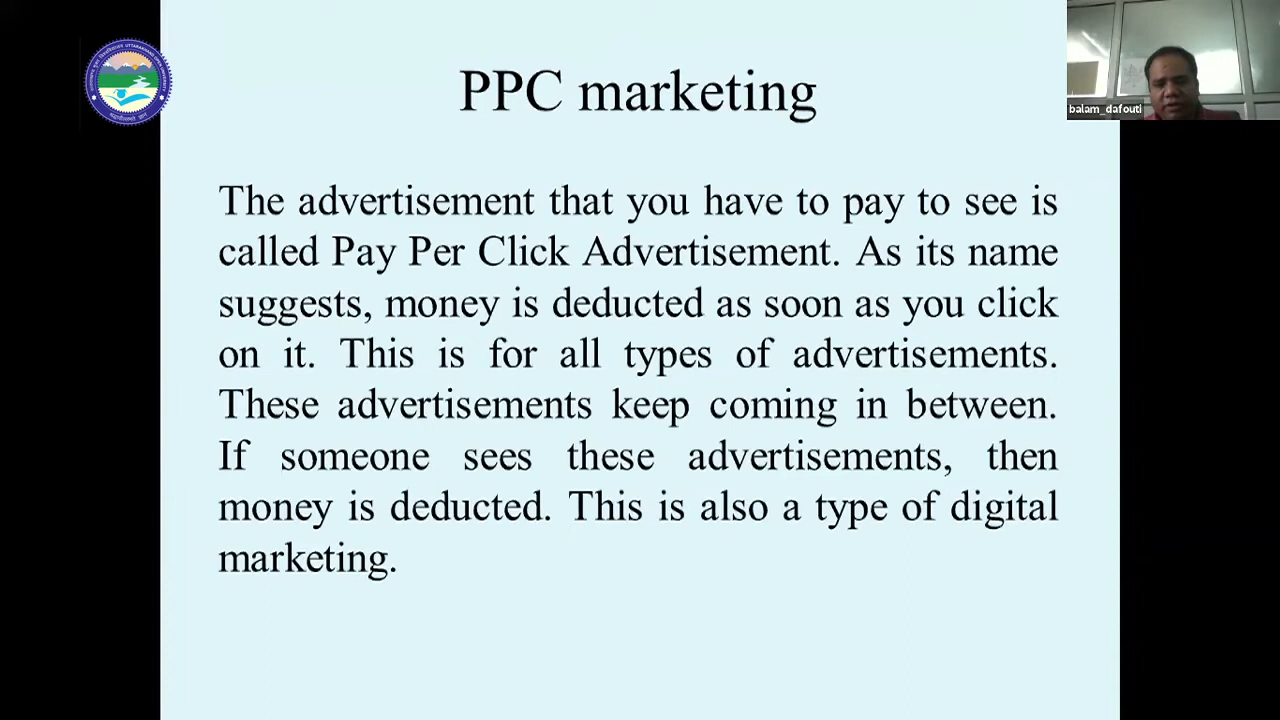 PPC marketing
balam_dafouti
The advertisement that you have to pay to see is
called Pay Per Click Advertisement. As its name
suggests, money is deducted as soon as you click
on it. This is for all types of advertisements.
These advertisements keep coming in between.
If someone sees these advertisements, then
money is deducted. This is also a type of digital
marketing.